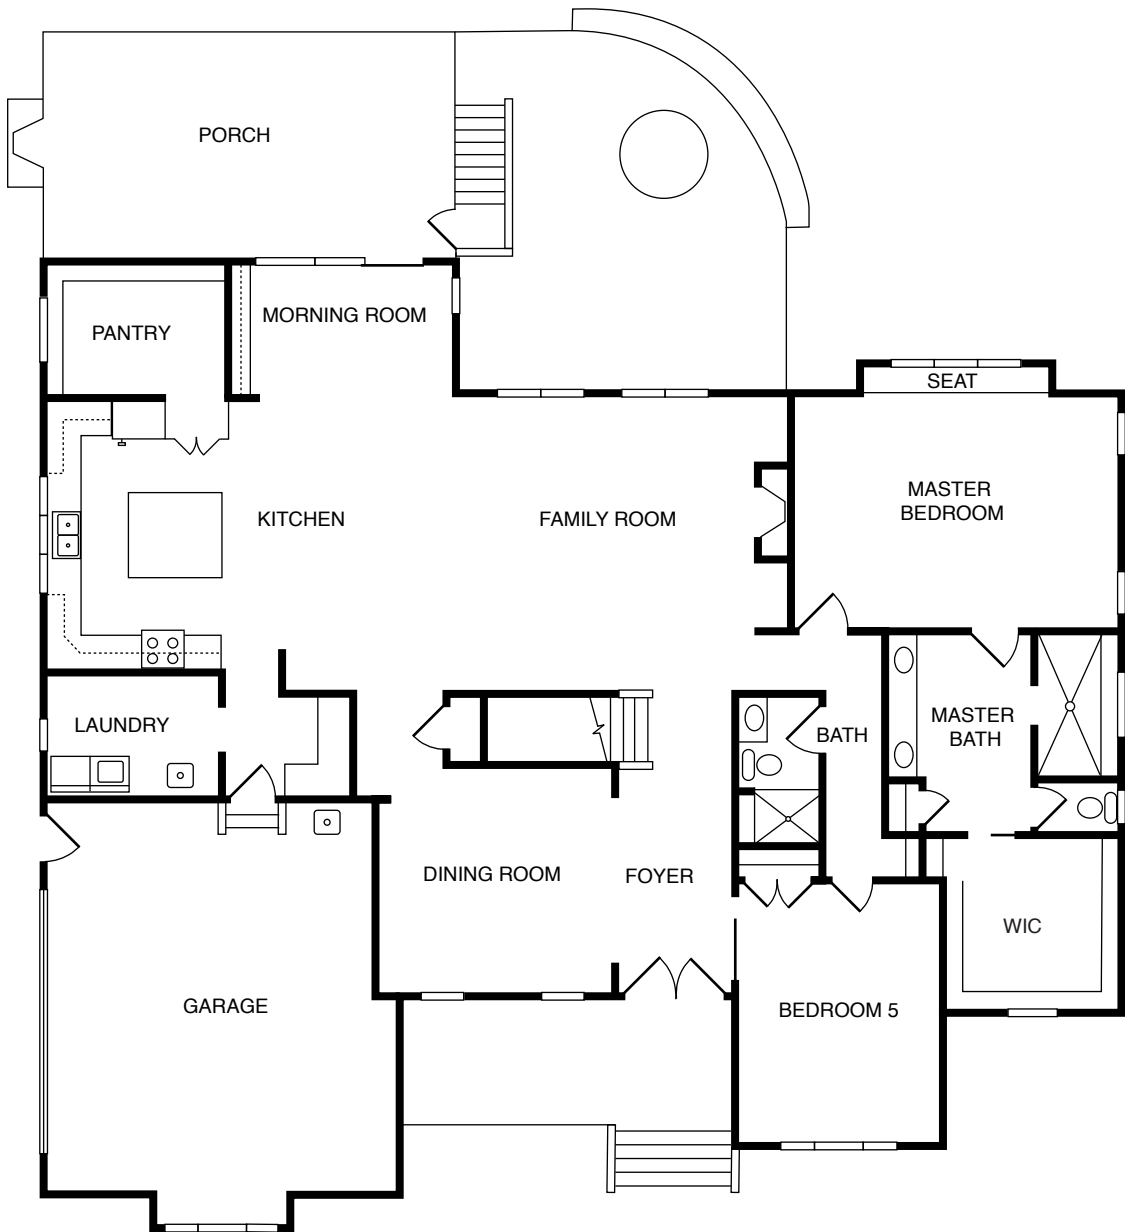 PORCH
MORNING ROOM
PANTRY
SEAT
MASTER
BEDROOM
KITCHEN
FAMILY ROOM
LAUNDRY
BATH
MASTER
BATH
DINING ROOM
FOYER
WIC
GARAGE
BEDROOM 5